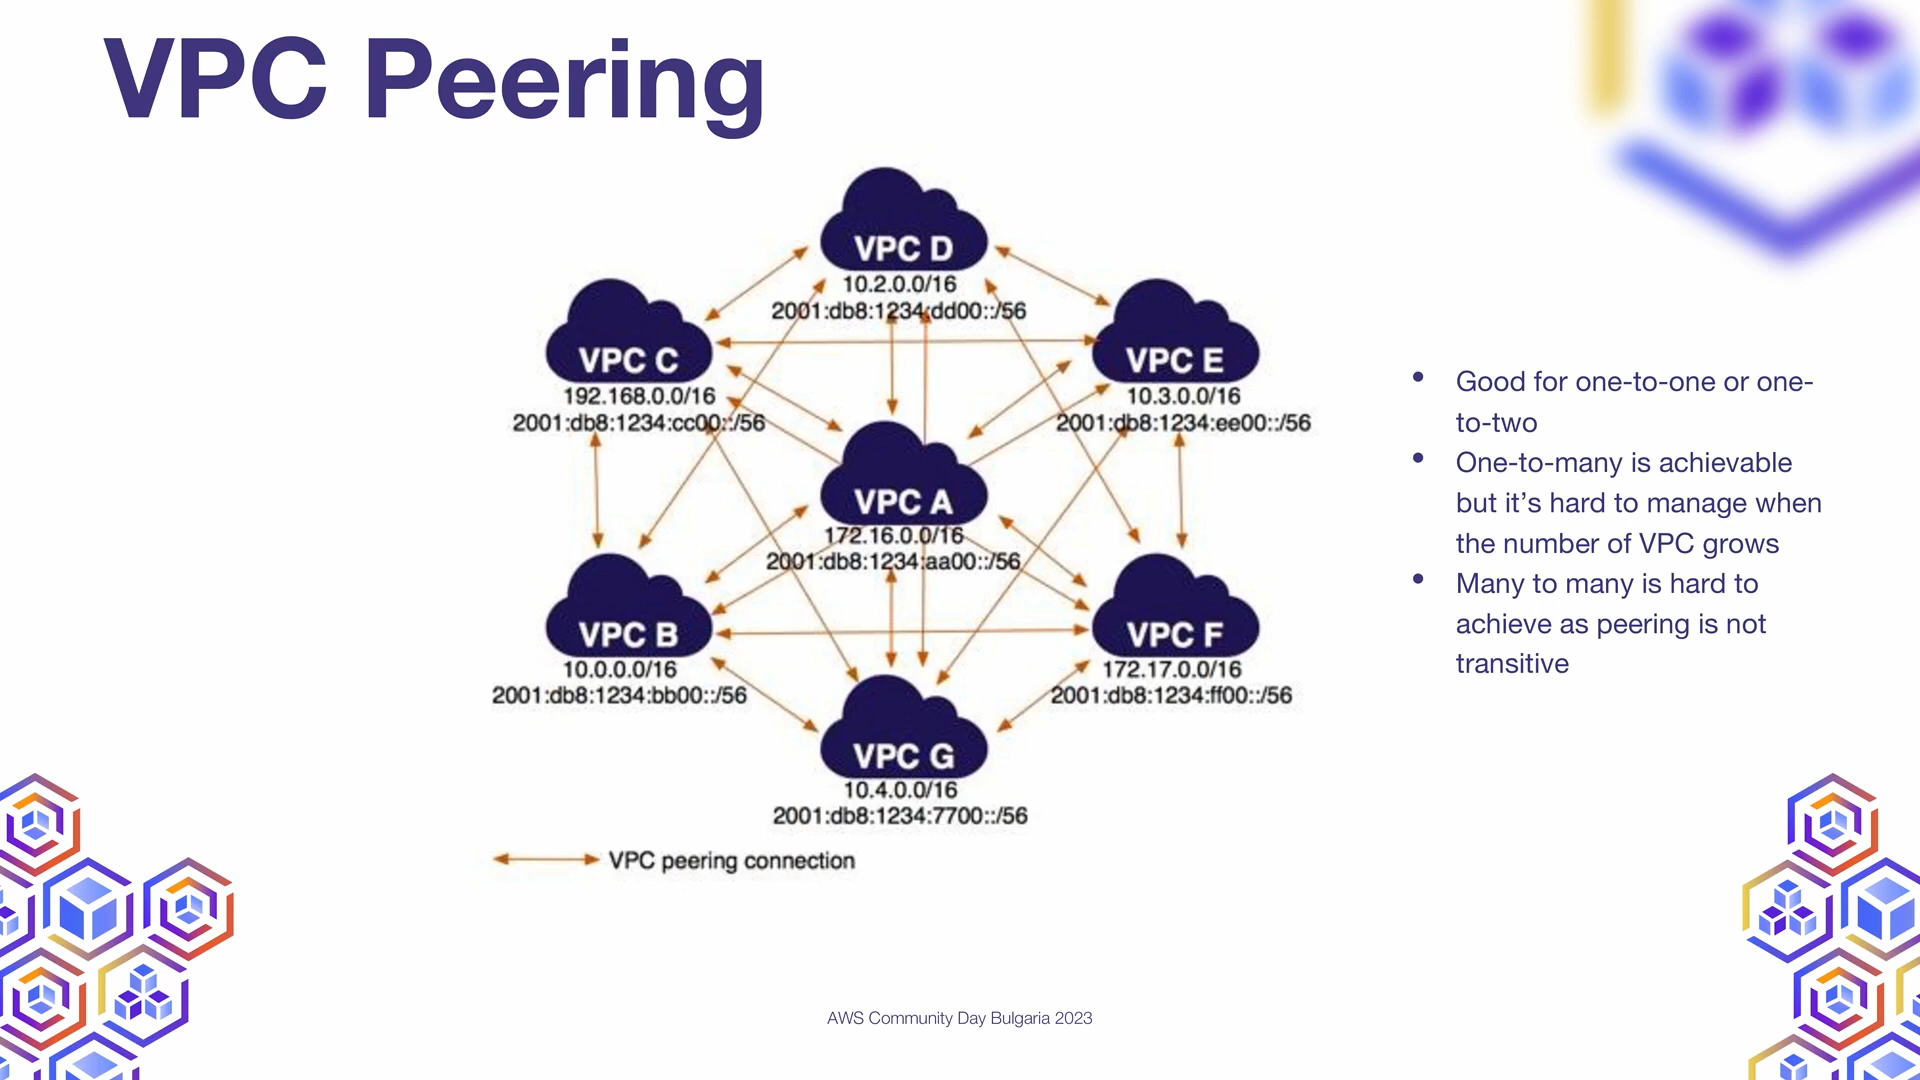 VPC Peering
VPC D
10.2.0.0/16
2001:db8:1234:dd00::/56
VPC C
192.168.0.0/16
2001:db8:1234:cc00::/56
VPC E
10.3.0.0/16
2001:db8:1234:ee00::/56
VPC A
172.16.0.0/16
2001:db8:1234:aa00::/56
VPC B
10.0.0.0/16
2001:db8:1234:bb00::/56
VPC F
172.17.0.0/16
2001:db8:1234:ff00::/56
VPC G
10.4.0.0/16
2001:db8:1234:7700::/56
VPC peering connection
• Good for one-to-one or one-
to-two
• One-to-many is achievable
but it’s hard to manage when
the number of VPC grows
• Many to many is hard to
achieve as peering is not
transitive
AWS Community Day Bulgaria 2023